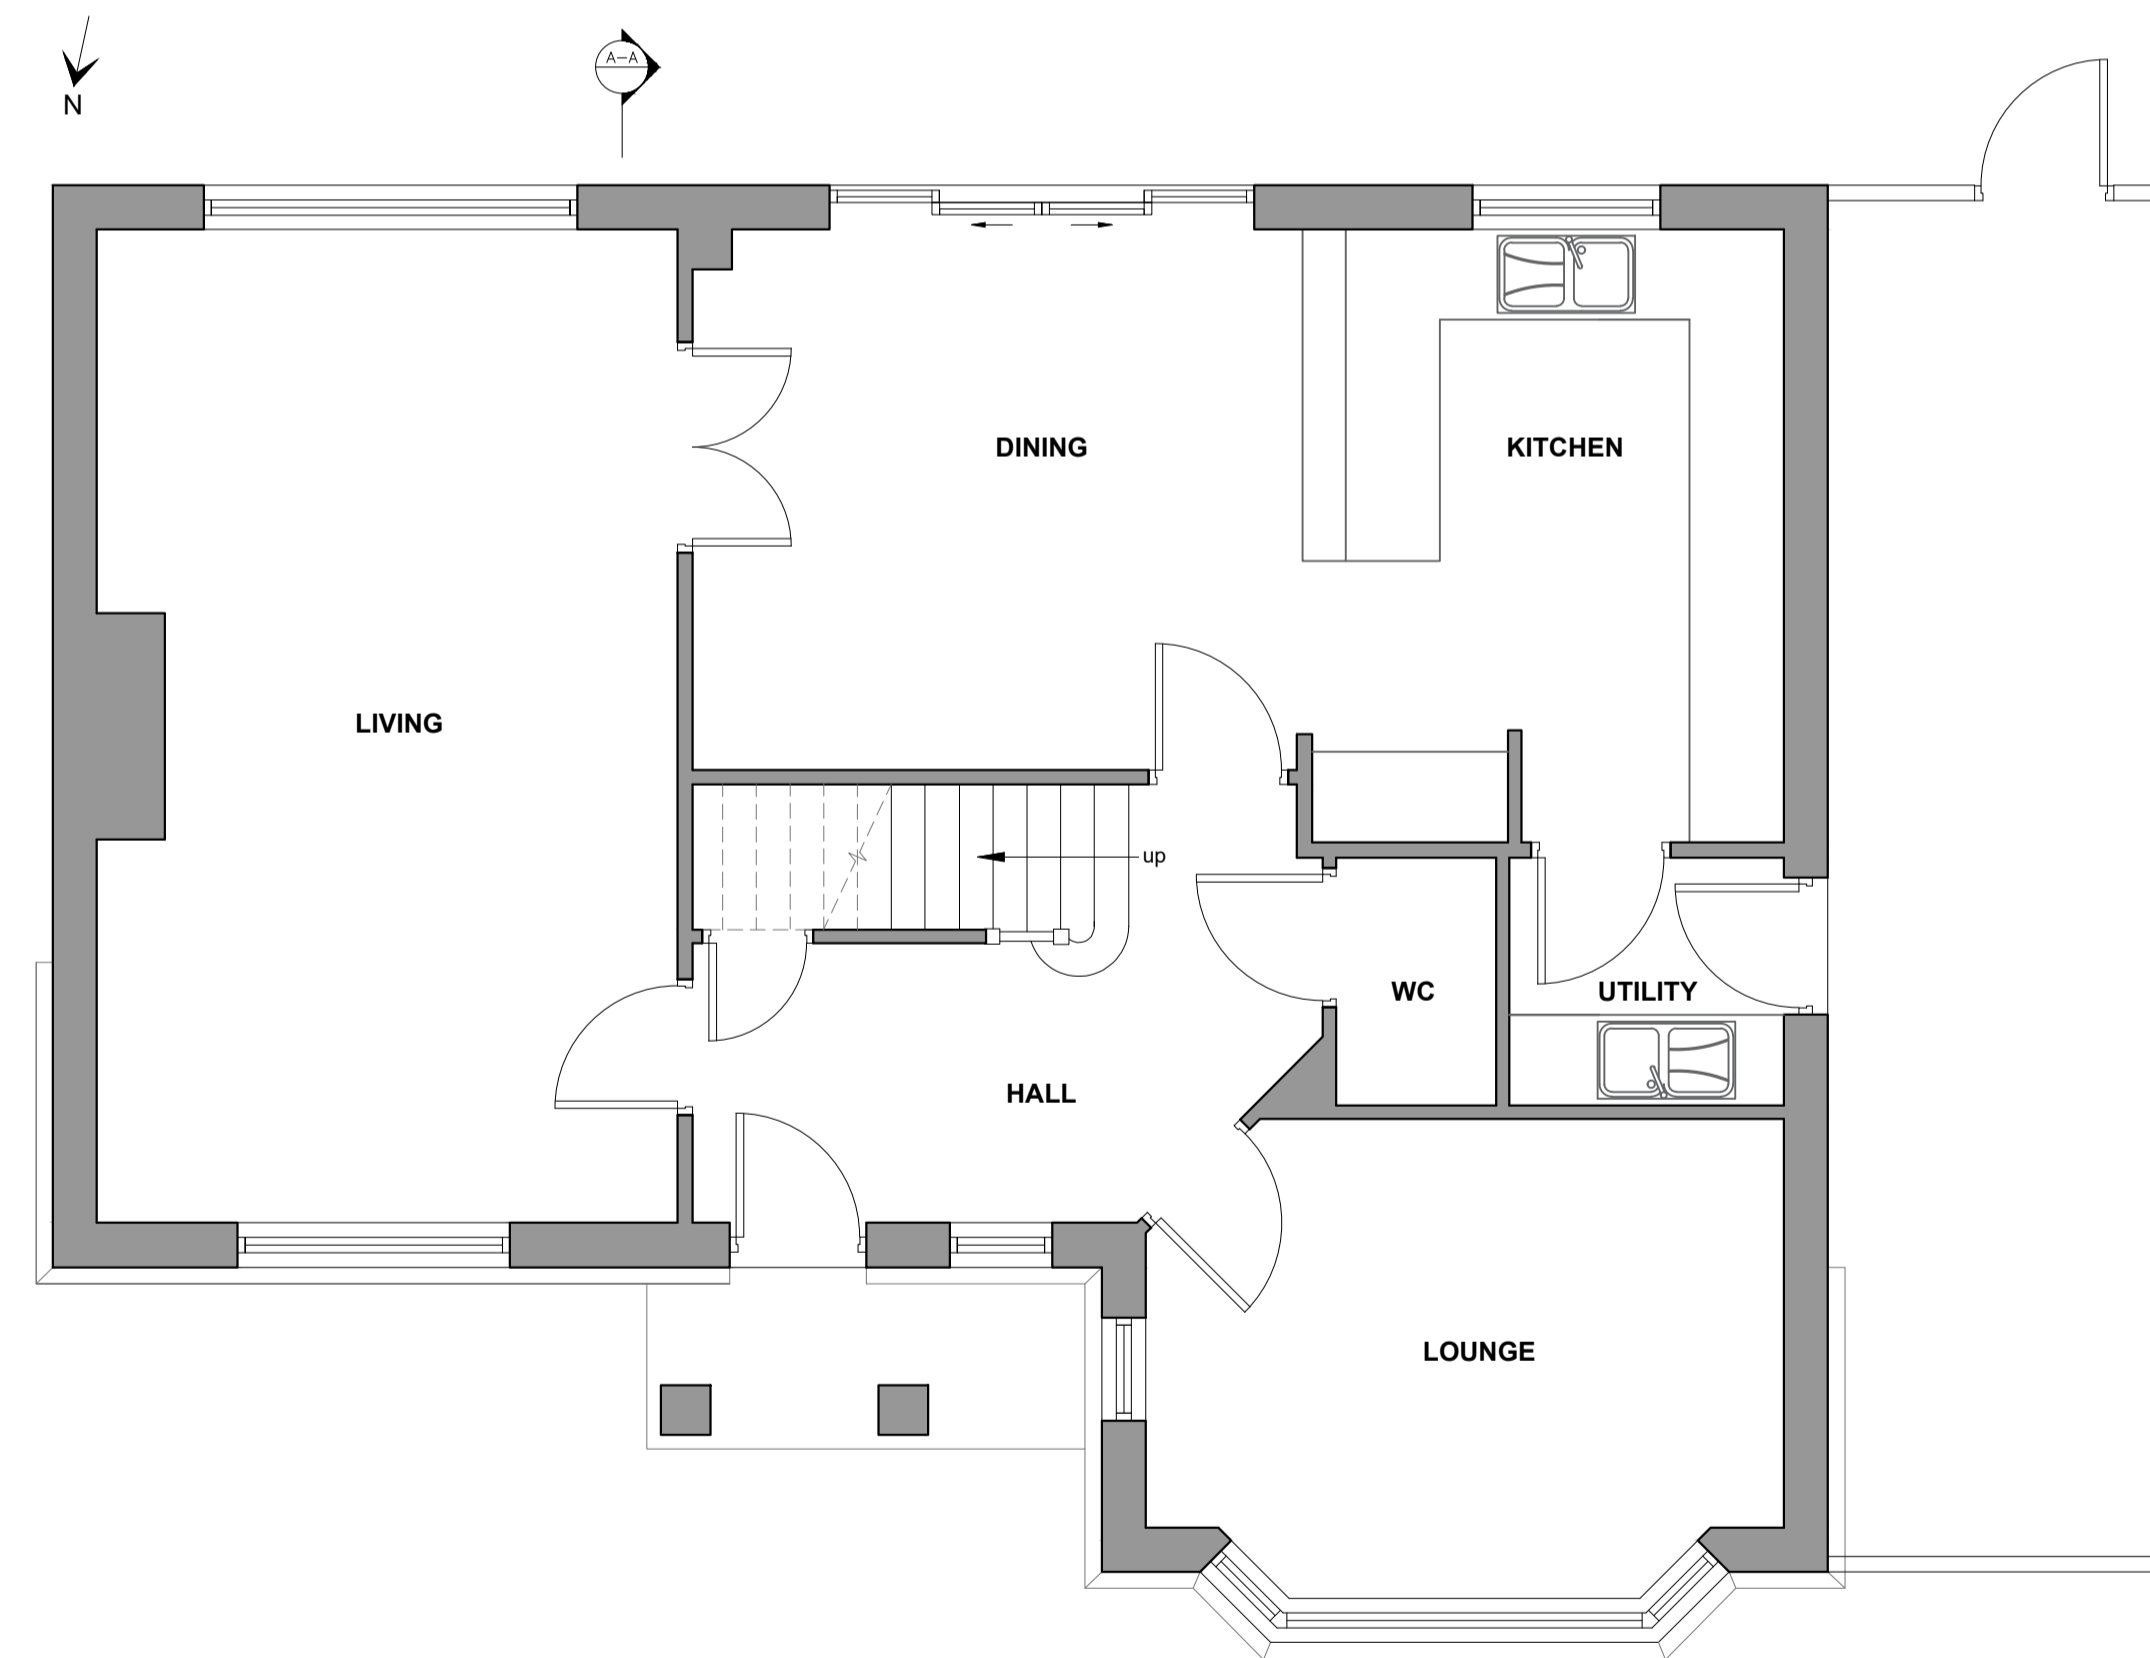 A-A
N
DINING
KITCHEN
LIVING
up
WC
UTILITY
HALL
LOUNGE